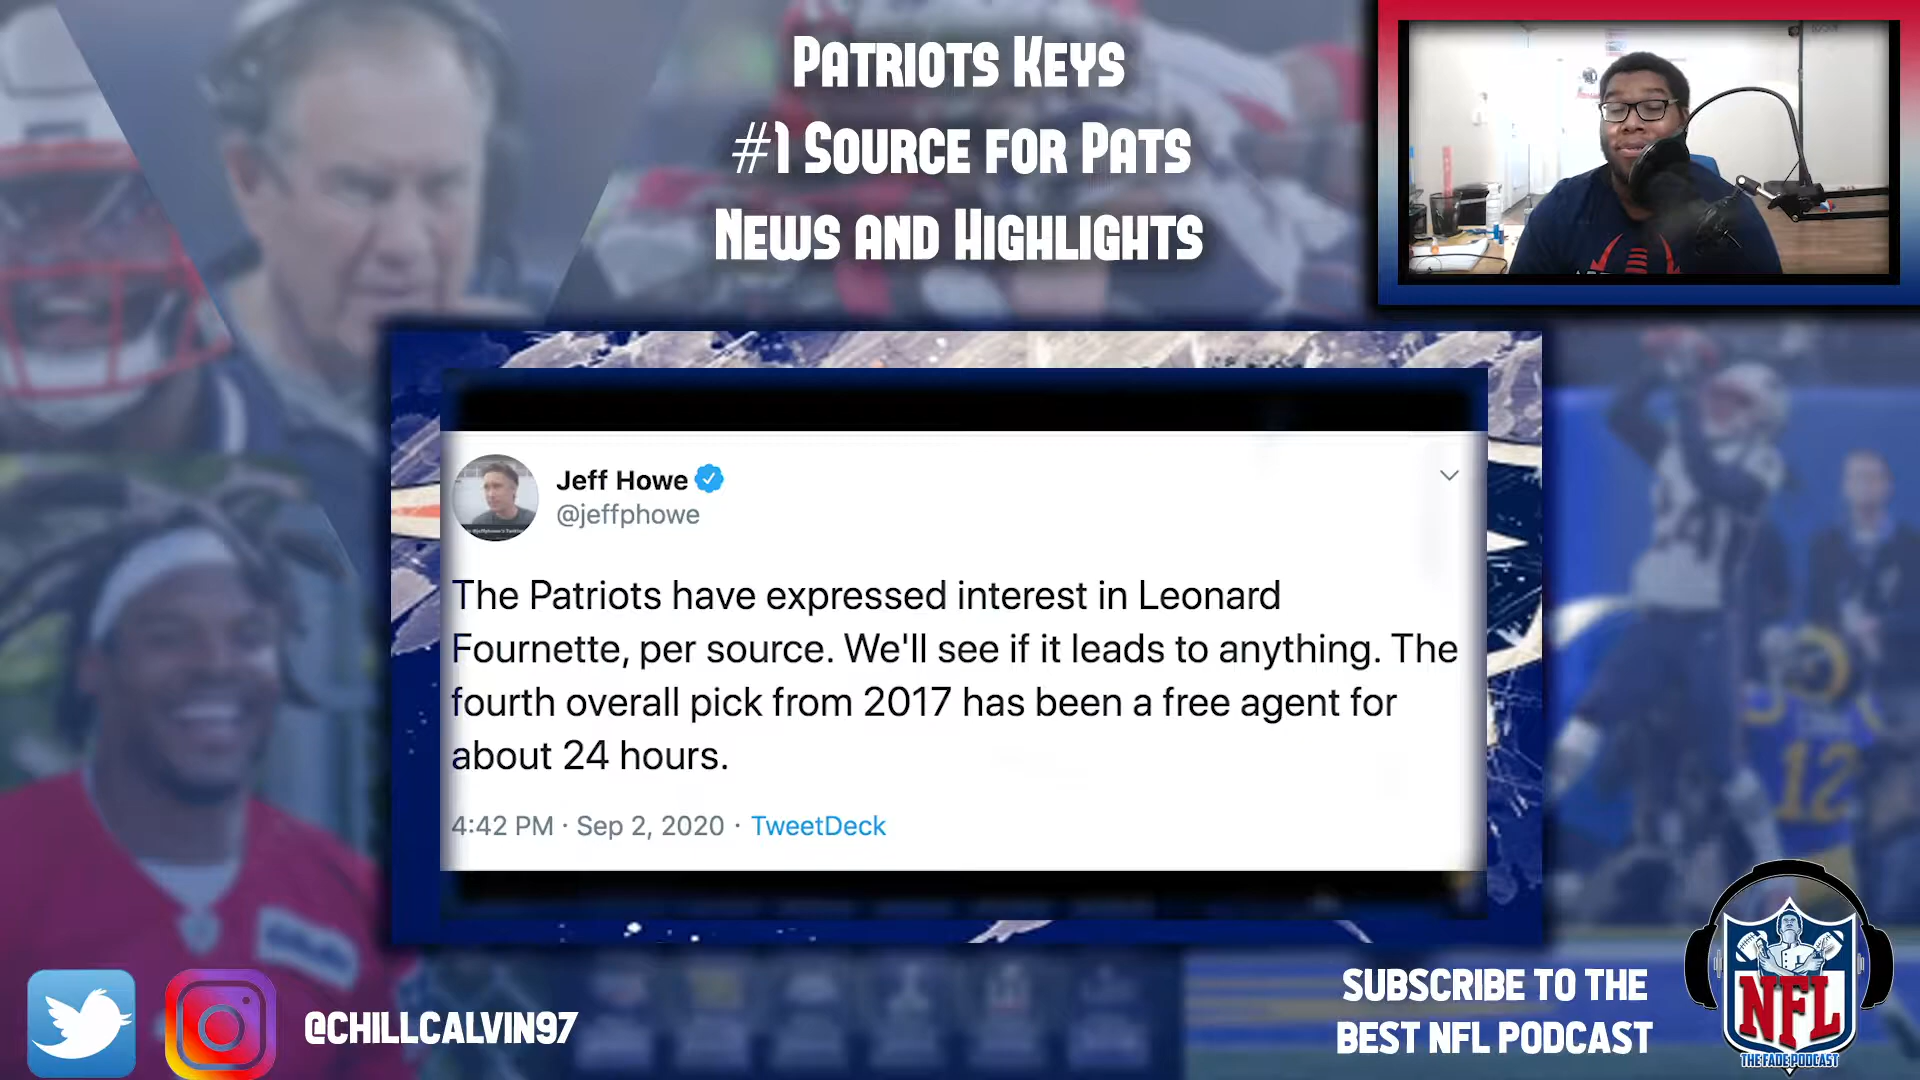 Patriots Keys
#1 Source for Pats
News and Highlights
Jeff Howe
@jeffphowe
The Patriots have expressed interest in Leonard
Fournette, per source. We'll see if it leads to anything. The
fourth overall pick from 2017 has been a free agent for
about 24 hours.
4:42 PM · Sep 2, 2020 · TweetDeck
@CHILLCALVIN97
SUBSCRIBE TO THE
BEST NFL PODCAST
NFL
THE FADE PODCAST
12